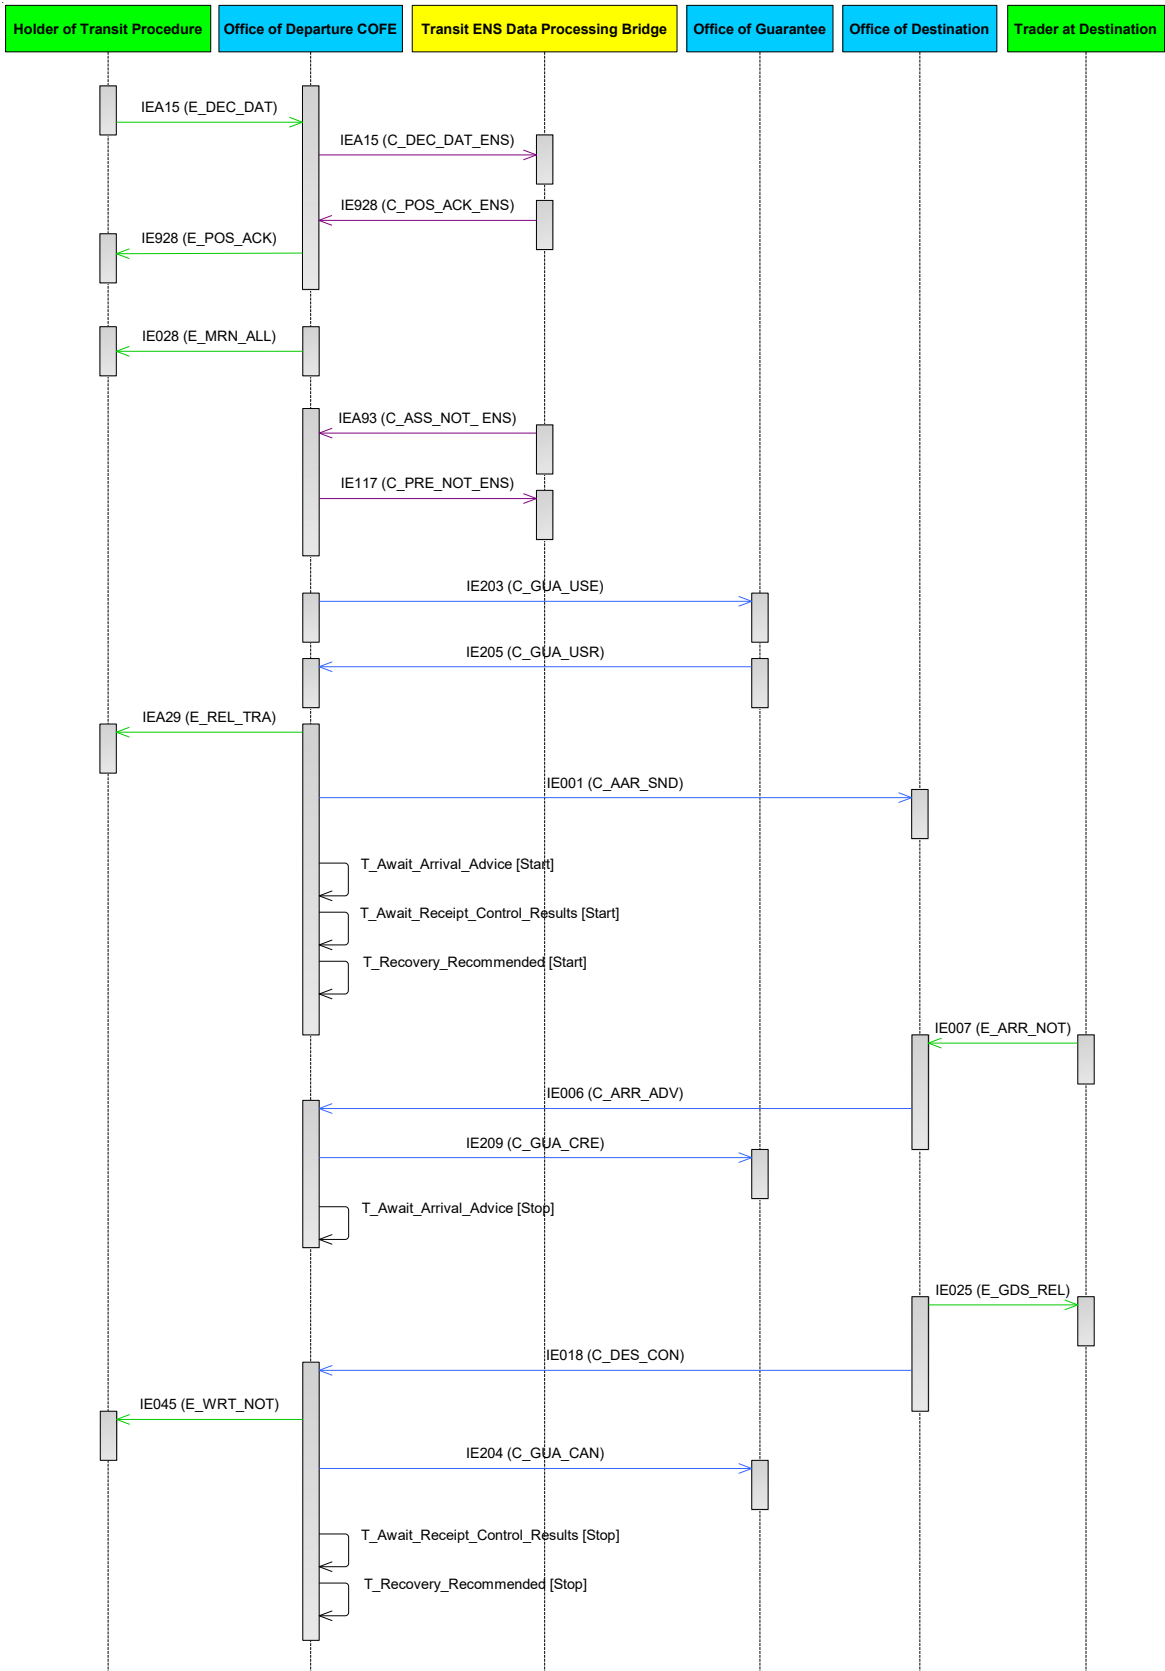 Holder of Transit Procedure
Office of Departure COFE
Transit ENS Data Processing Bridge
Office of Guarantee
Office of Destination
Trader at Destination
IEA15 (E_DEC_DAT)
IEA15 (C_DEC_DAT_ENS)
IE928 (C_POS_ACK_ENS)
IE928 (E_POS_ACK)
IE028 (E_MRN_ALL)
IEA93 (C_ASS_NOT_ ENS)
IE117 (C_PRE_NOT_ENS)
IE203 (C_GUA_USE)
IE205 (C_GUA_USR)
IEA29 (E_REL_TRA)
IE001 (C_AAR_SND)
T_Await_Arrival_Advice [Start]
T_Await_Receipt_Control_Results [Start]
T_Recovery_Recommended [Start]
IE007 (E_ARR_NOT)
IE006 (C_ARR_ADV)
IE209 (C_GUA_CRE)
T_Await_Arrival_Advice [Stop]
IE025 (E_GDS_REL)
IE018 (C_DES_CON)
IE045 (E_WRT_NOT)
IE204 (C_GUA_CAN)
T_Await_Receipt_Control_Results [Stop]
T_Recovery_Recommended [Stop]